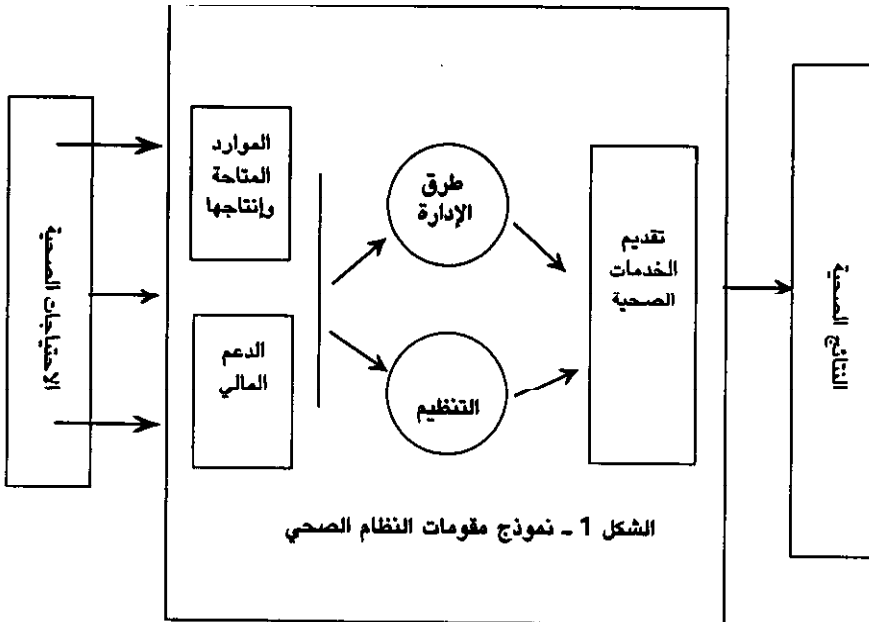 الاحتياجات الصحية
الموارد
المتاحة
وإنتاجها
الدعم
المالي
طرق
الإدارة
التنظيم
تقديم
الخدمات
الصحية
النتائج الصحية
الشكل 1 ـ نموذج مقومات النظام الصحي